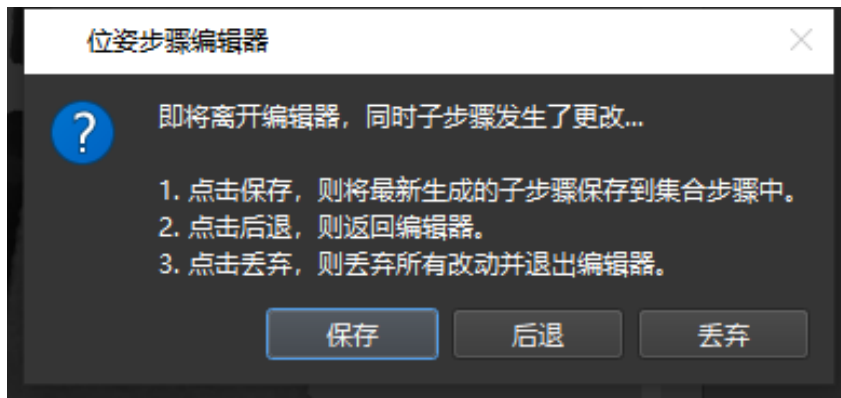 位姿步骤编辑器
即将离开编辑器，同时子步骤发生了更改...
1. 点击保存，则将最新生成的子步骤保存到集合步骤中。
2. 点击后退，则返回编辑器。
3. 点击丢弃，则丢弃所有改动并退出编辑器。
保存 后退 丢弃